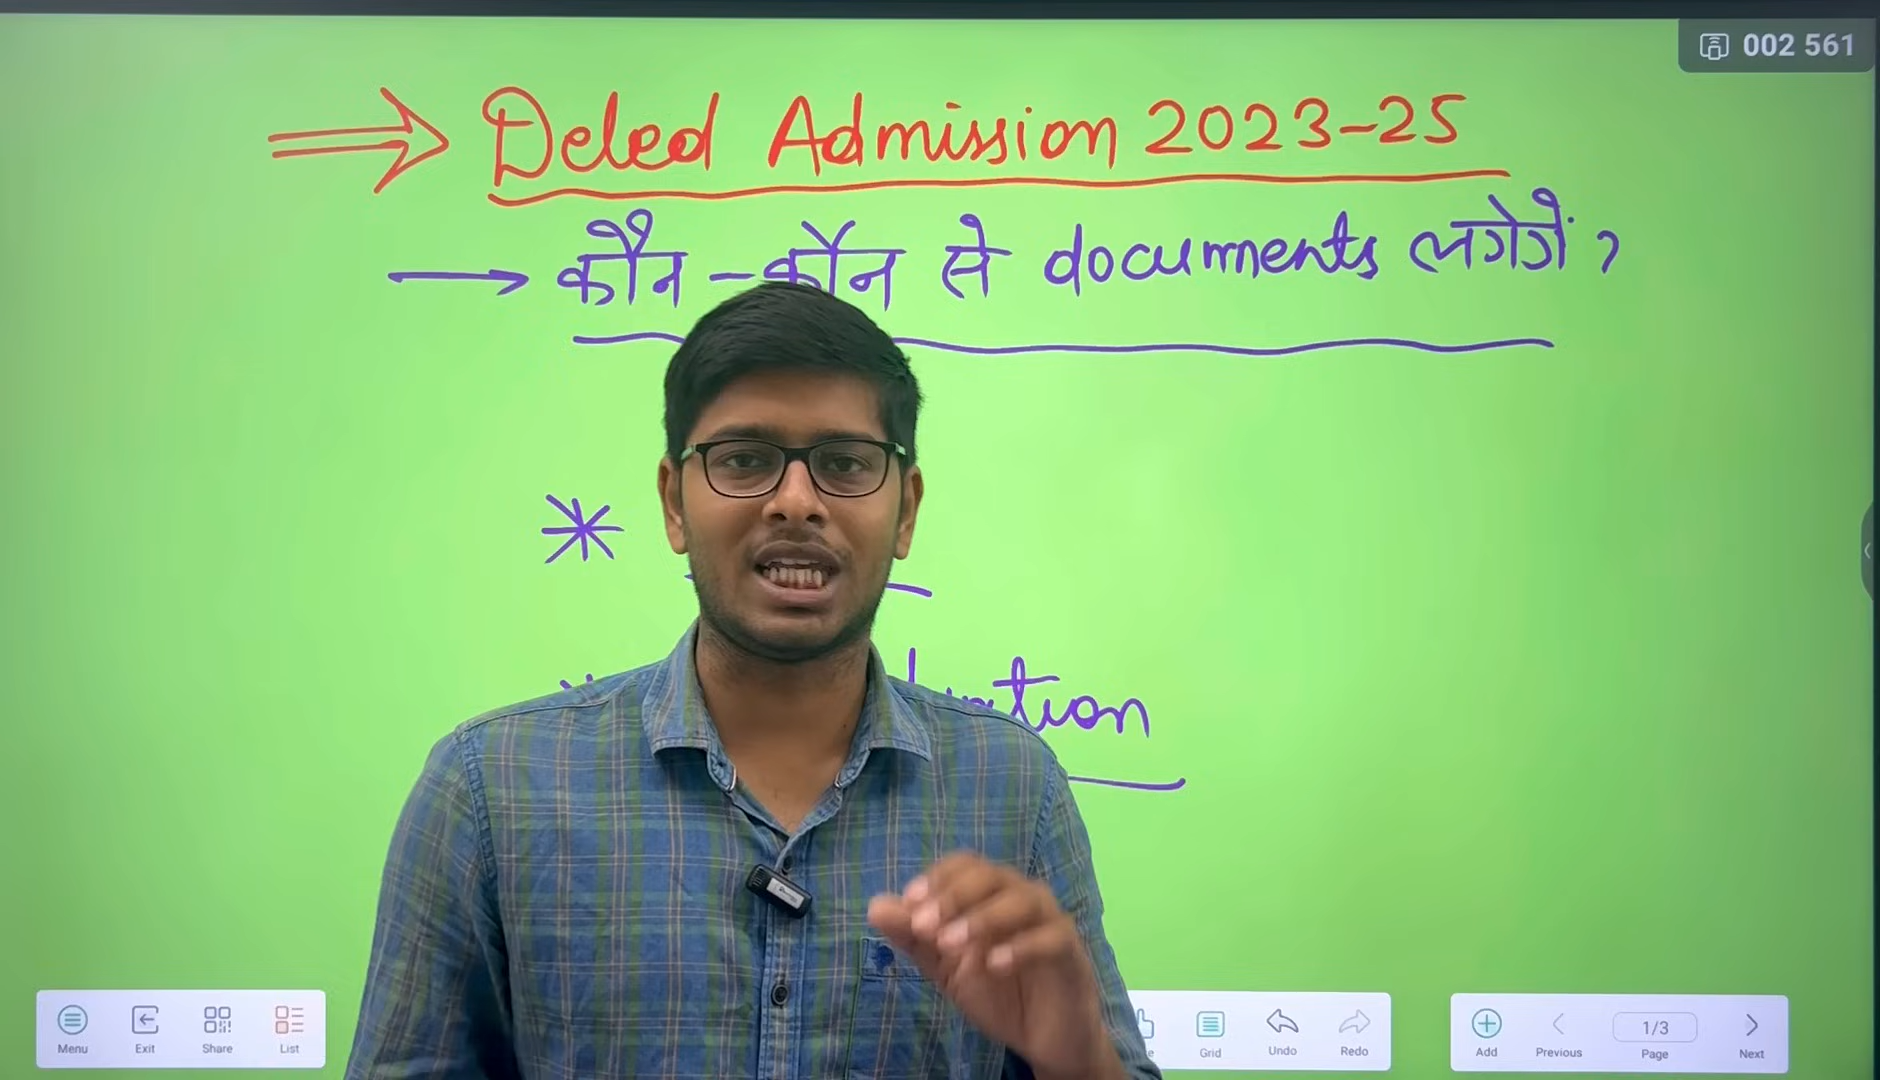 002 561
Deled Admission 2023-25
कौन-कौन से documents लगेगें?
Menu
Exit
Share
List
Grid
Undo
Redo
Add
Previous
1/3
Page
Next